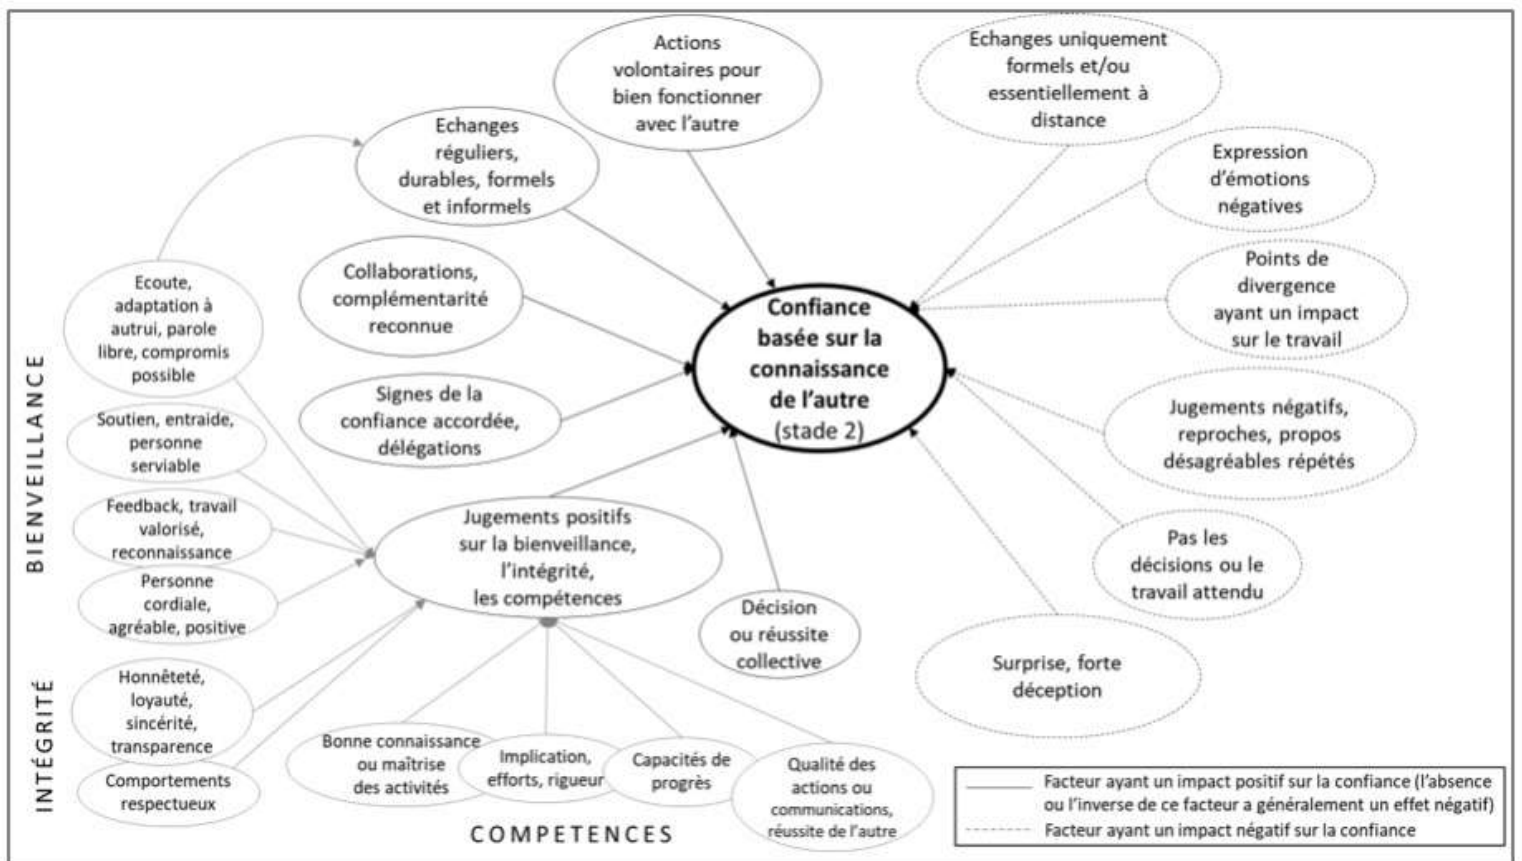 Actions
volontaires pour
bien fonctionner
avec l'autre
Echanges uniquement
formels et/ou
essentiellement à
distance
Echanges
réguliers,
durables, formels
et informels
Expression
d'émotions
négatives
Collaborations,
complémentarité
reconnue
Points de
divergence
ayant un impact
sur le travail
Ecoute,
adaptation à
autrui, parole
libre, compromis
possible
Confiance
basée sur la
connaissance
de l'autre
(stade 2)
Signes de la
confiance accordée,
délégations
Jugements négatifs,
reproches, propos
désagréables répétés
BIENVEILLANCE
Soutien, entraide,
personne
serviable
Feedback, travail
valorisé,
reconnaissance
Jugements positifs
sur la bienveillance,
l'intégrité,
les compétences
Pas les
décisions ou le
travail attendu
Personne
cordiale,
agréable, positive
Décision
ou réussite
collective
Surprise, forte
déception
INTÉGRITÉ
Honnêteté,
loyauté,
sincérité,
transparence
Comportements
respectueux
Bonne connaissance
ou maîtrise
des activités
Implication,
efforts, rigueur
Capacités de
progrès
Qualité des
actions ou
communications,
réussite de l'autre
COMPETENCES
Facteur ayant un impact positif sur la confiance (l'absence
ou l'inverse de ce facteur a généralement un effet négatif)
Facteur ayant un impact négatif sur la confiance